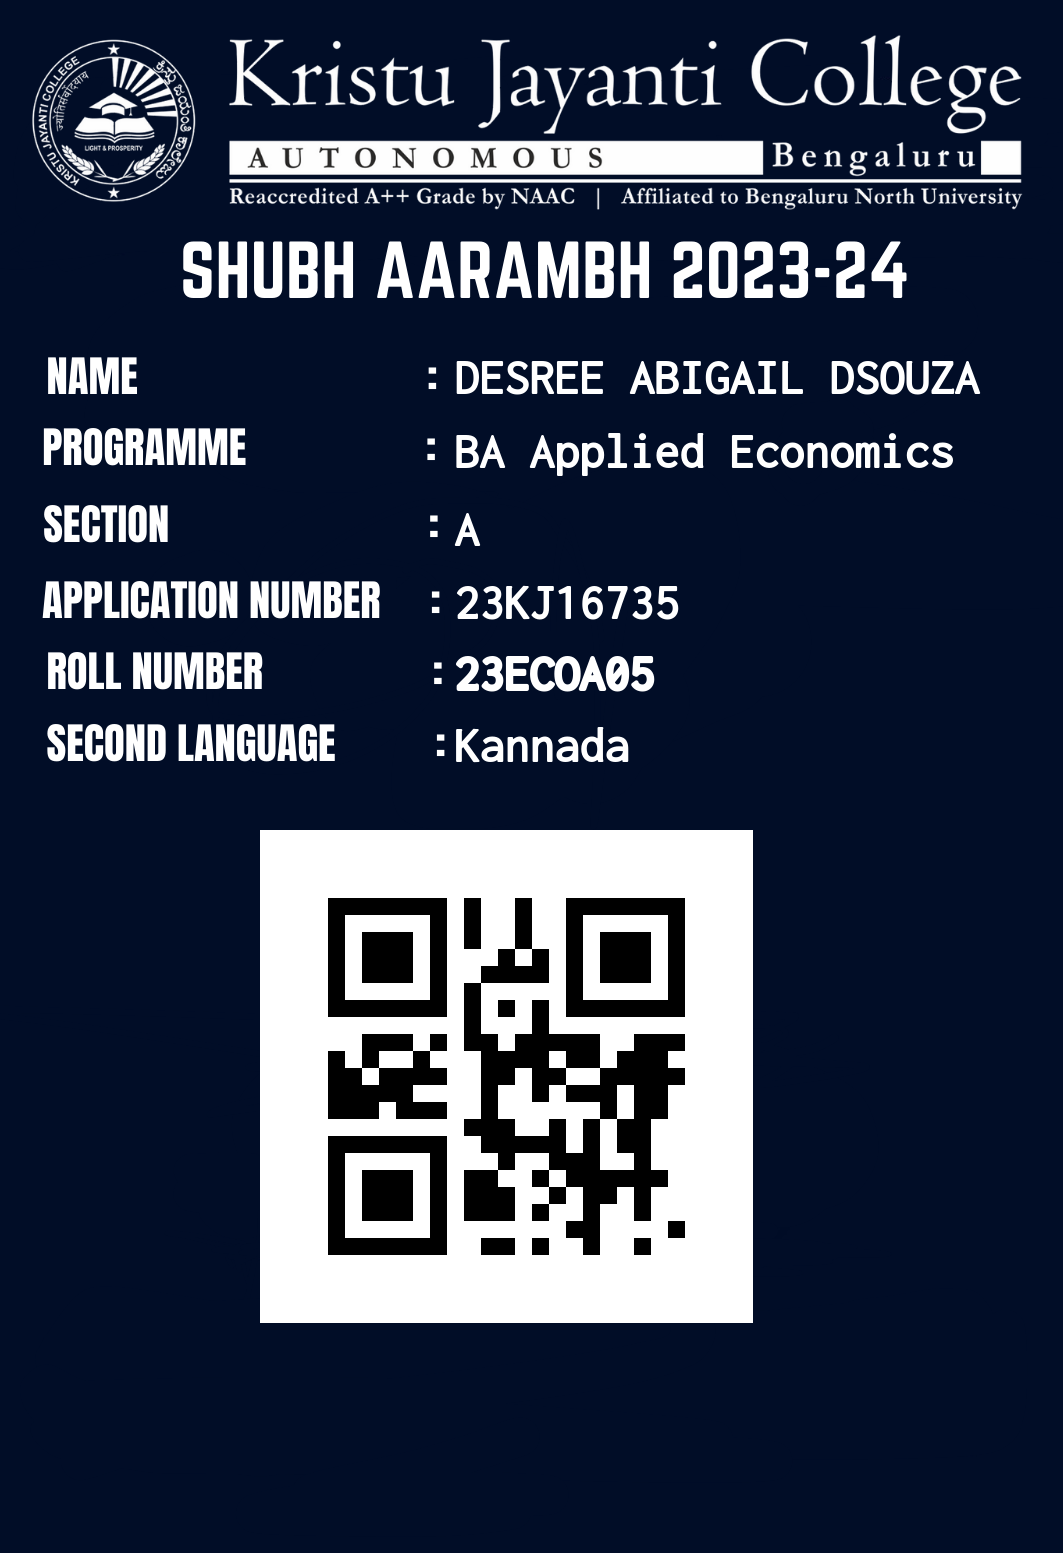 KRISTU JAYANTI COLLEGE
LIGHT & PROSPERITY
Kristu Jayanti College
AUTONOMOUS Bengaluru
Reaccredited A++ Grade by NAAC | Affiliated to Bengaluru North University
SHUBH AARAMBH 2023-24
NAME : DESREE ABIGAIL DSOUZA
PROGRAMME : BA Applied Economics
SECTION : A
APPLICATION NUMBER : 23KJ16735
ROLL NUMBER : 23ECOA05
SECOND LANGUAGE : Kannada